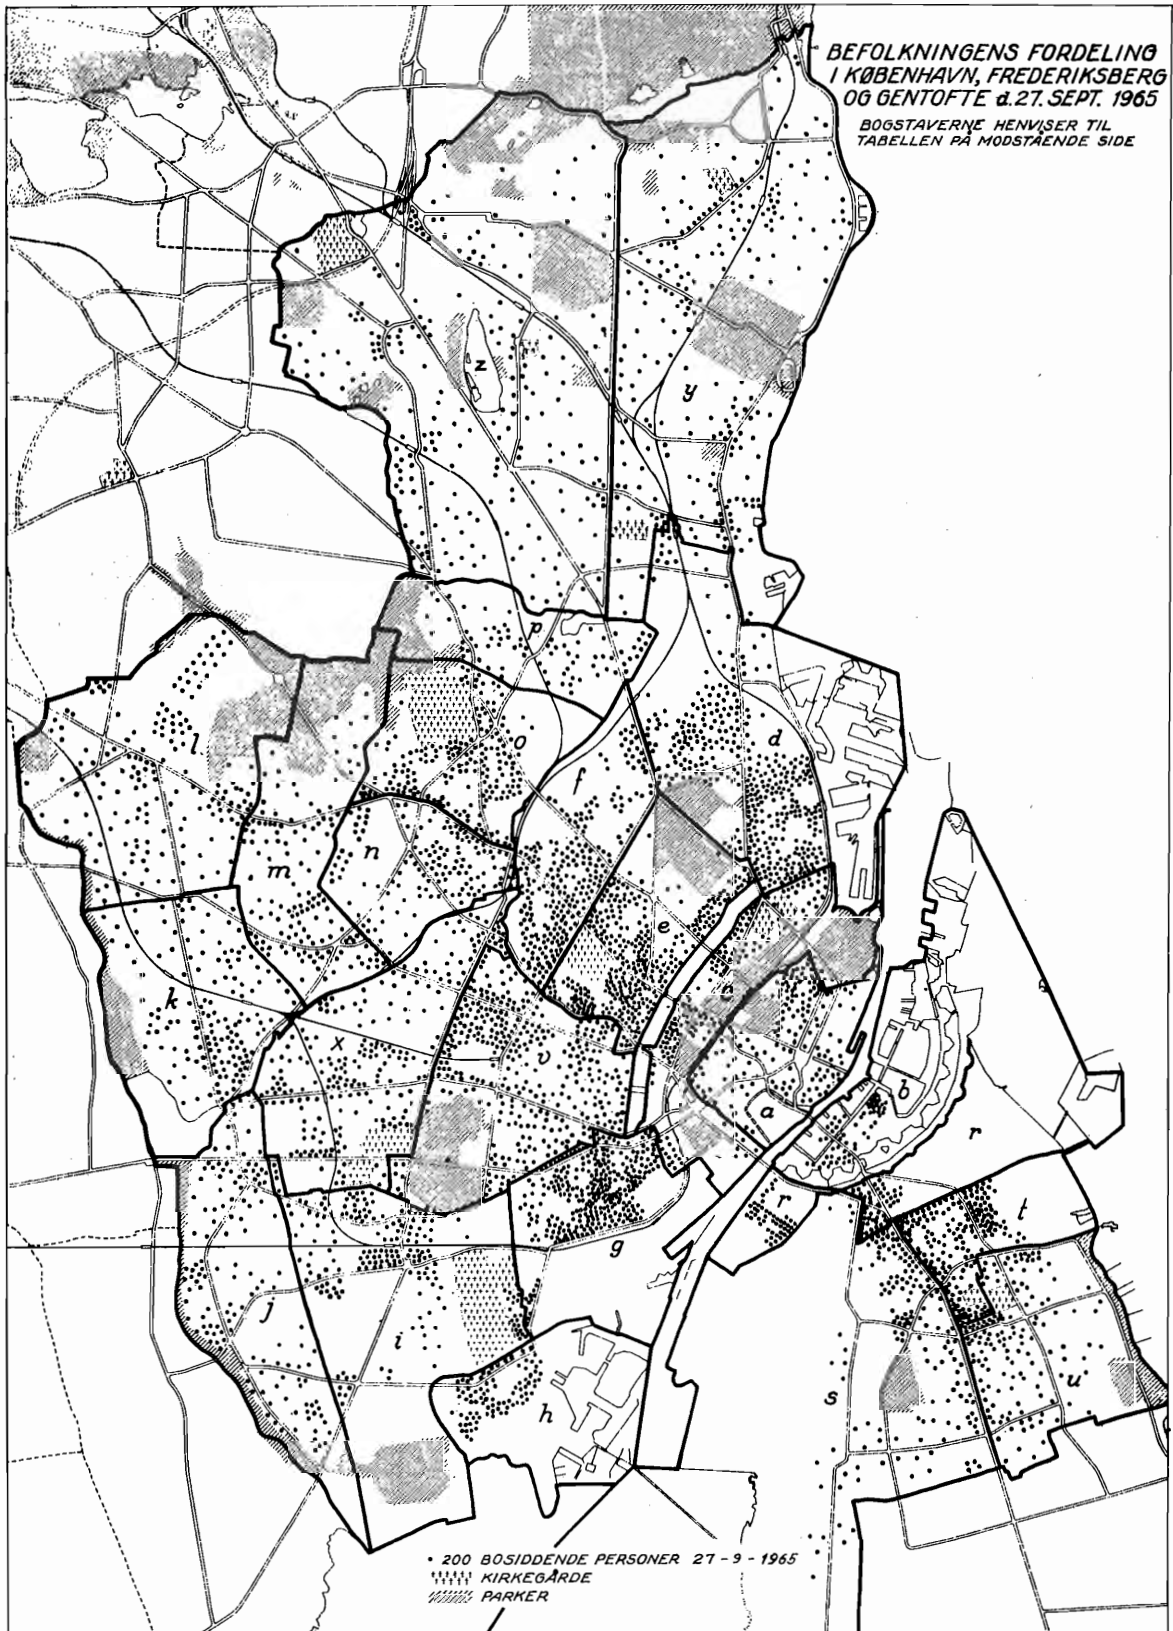 BEFOLKNINGENS FORDELING
I KØBENHAVN, FREDERIKSBERG
OG GENTOFTE d. 27. SEPT. 1965
BOGSTAVERNE HENVISER TIL
TABELLEN PÅ MODSTÅENDE SIDE
z
y
p
l
o
d
f
m
n
e
c
k
x
v
b
a
r
r
t
g
j
i
s
u
h
• 200 BOSIDDENDE PERSONER 27-9-1965
KIRKEGÅRDE
PARKER